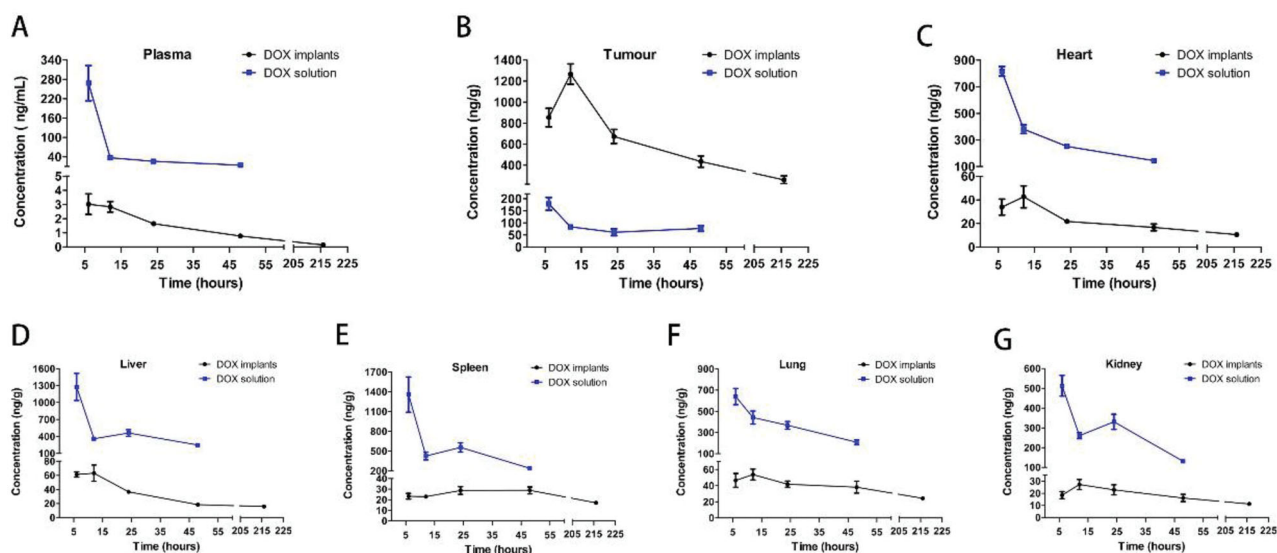 A
Plasma
DOX implants
DOX solution
Concentration ( ng/mL)
340
300
260
220
180
140
100
40
5
4
3
2
1
0
5 15 25 35 45 55 205 215 225
Time (hours)
B
Tumour
DOX implants
DOX solution
Concentration (ng/g)
1400
1200
1000
800
600
400
200
150
100
50
0
5 15 25 35 45 55 205 215 225
Time (hours)
C
Heart
DOX implants
DOX solution
Concentration (ng/g)
900
700
500
300
100
60
40
20
0
5 15 25 35 45 55 205 215 225
Time (hours)
D
Liver
DOX implants
DOX solution
Concentration (ng/g)
1600
1300
1000
700
400
100
80
60
40
20
0
5 15 25 35 45 55 205 215 225
Time (hours)
E
Spleen
DOX implants
DOX solution
Concentration (ng/g)
1700
1400
1100
800
500
200
40
30
20
10
0
5 15 25 35 45 55 205 215 225
Time (hours)
F
Lung
DOX implants
DOX solution
Concentration (ng/g)
900
700
500
300
100
60
40
20
0
5 15 25 35 45 55 205 215 225
Time (hours)
G
Kidney
DOX implants
DOX solution
Concentration (ng/g)
600
500
400
300
200
100
30
20
10
0
5 15 25 35 45 55 205 215 225
Time (hours)